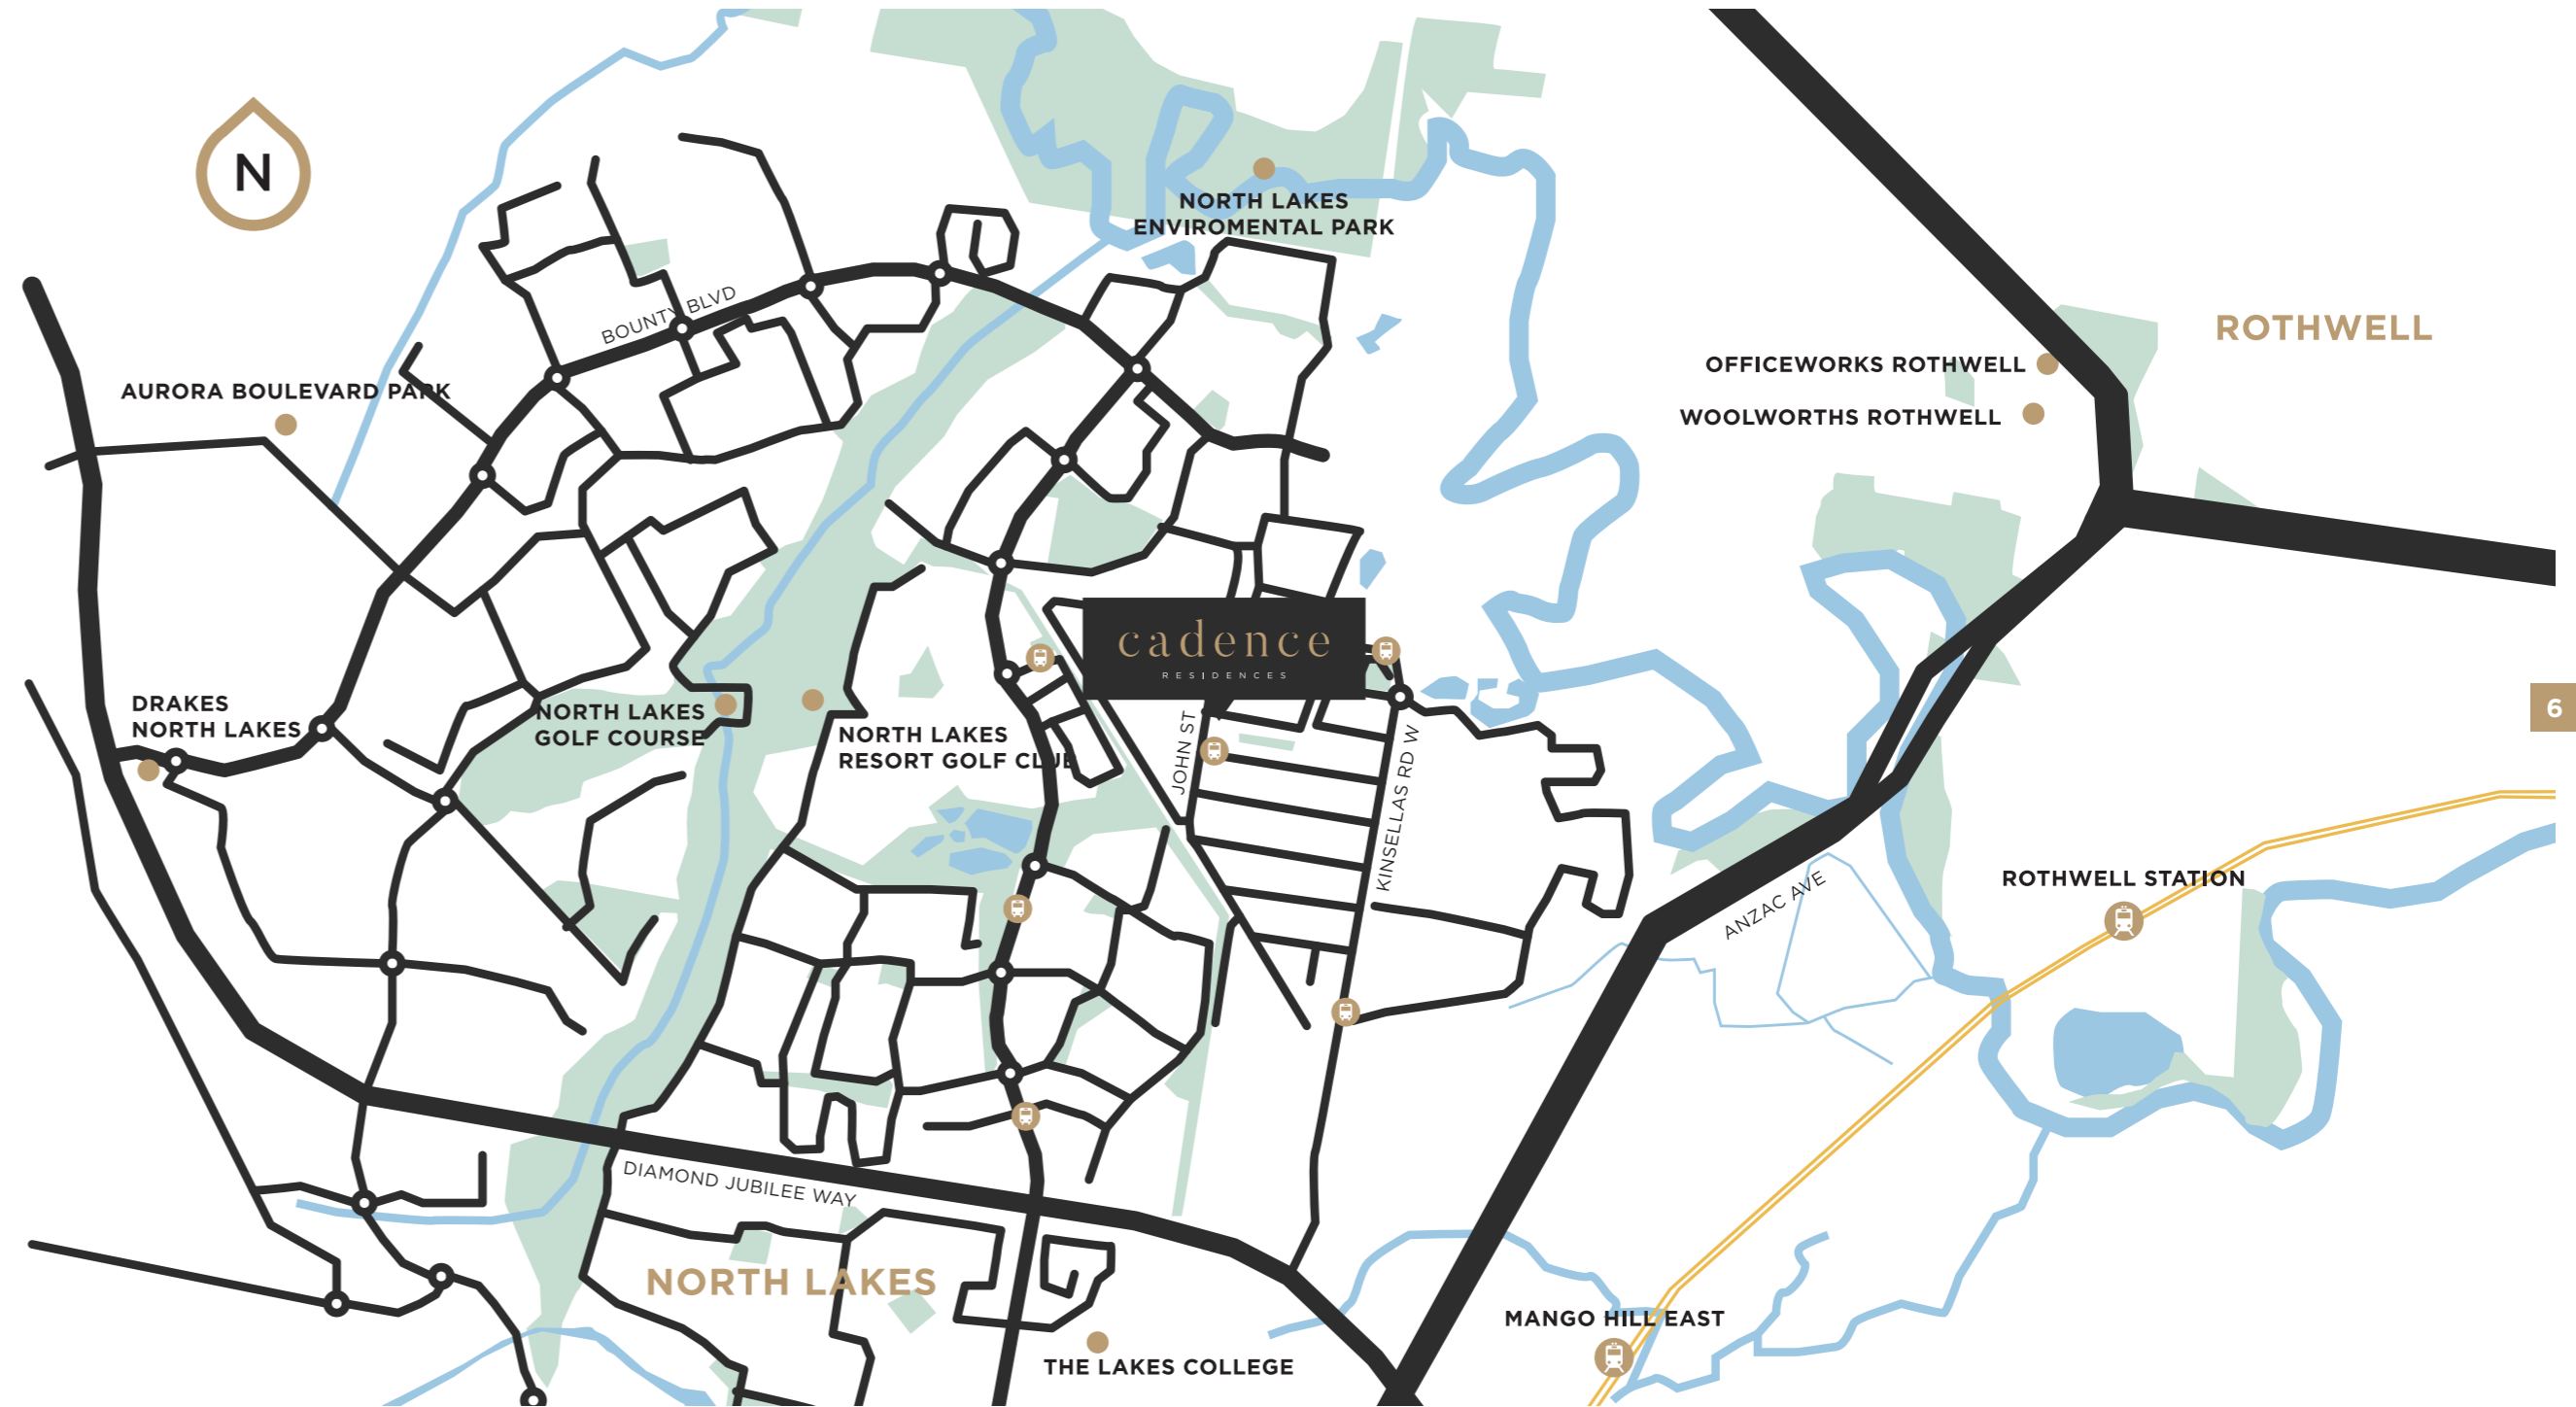 N
NORTH LAKES
ENVIROMENTAL PARK
BOUNTY BLVD
ROTHWELL
OFFICEWORKS ROTHWELL
AURORA BOULEVARD PARK
WOOLWORTHS ROTHWELL
cadence
RESIDENCES
DRAKES
NORTH LAKES
NORTH LAKES
GOLF COURSE
NORTH LAKES
RESORT GOLF CLUB
JOHN ST
KINSELLAS RD W
6
ANZAC AVE
ROTHWELL STATION
DIAMOND JUBILEE WAY
NORTH LAKES
MANGO HILL EAST
THE LAKES COLLEGE